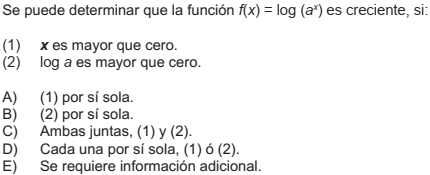 Se puede determinar que la función f(x) = log (aˣ) es creciente, si:
(1) x es mayor que cero.
(2) log a es mayor que cero.
A) (1) por sí sola.
B) (2) por sí sola.
C) Ambas juntas, (1) y (2).
D) Cada una por sí sola, (1) ó (2).
E) Se requiere información adicional.